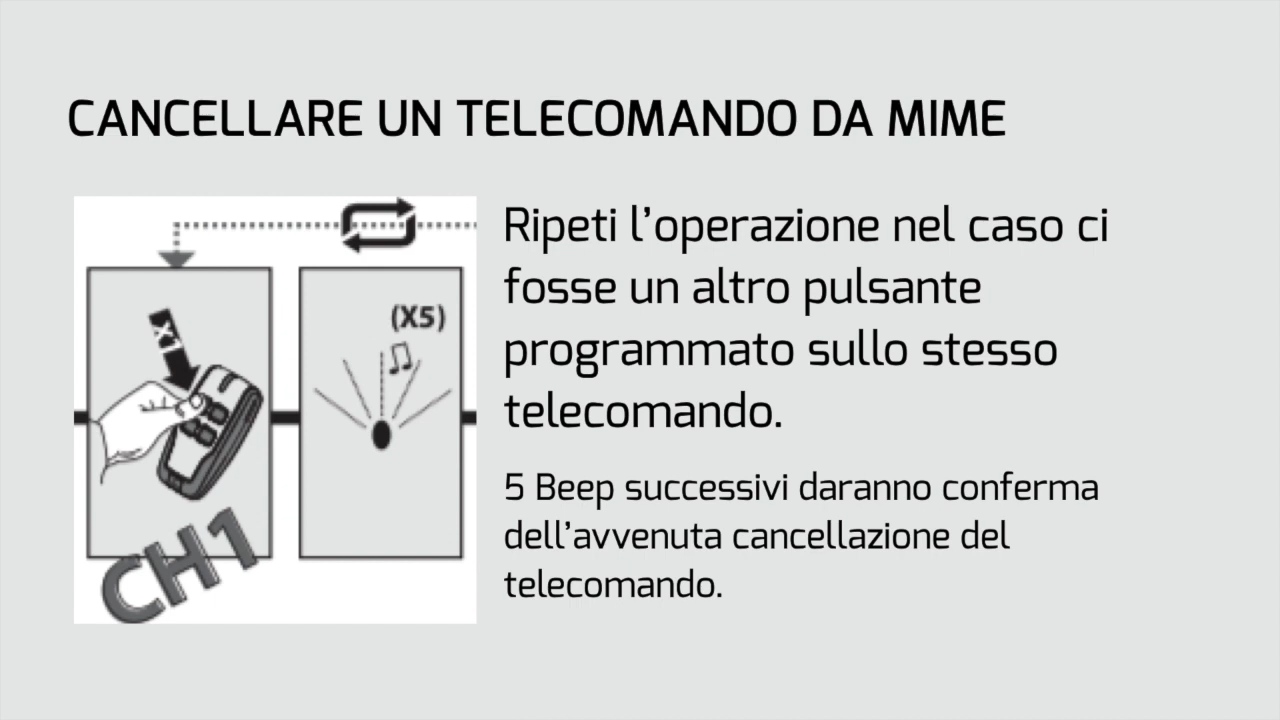 CANCELLARE UN TELECOMANDO DA MIME
X1
(X5)
CH1
Ripeti l’operazione nel caso ci
fosse un altro pulsante
programmato sullo stesso
telecomando.
5 Beep successivi daranno conferma
dell’avvenuta cancellazione del
telecomando.